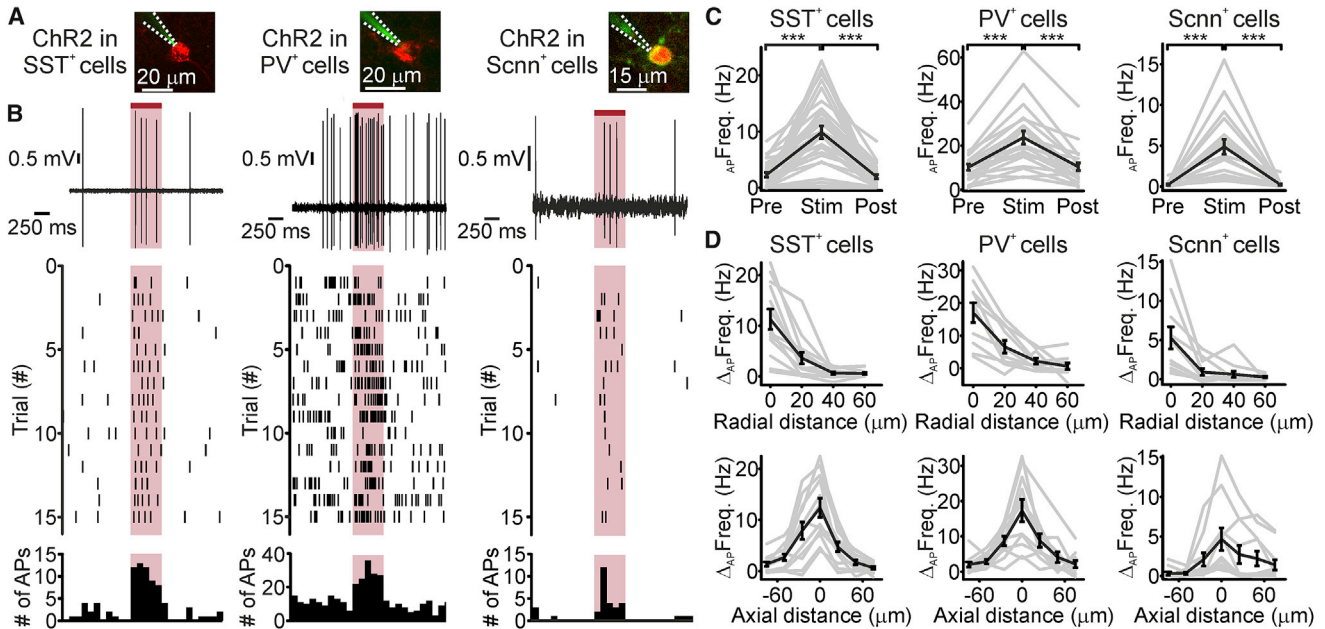 A
ChR2 in
SST⁺ cells
20 µm
ChR2 in
PV⁺ cells
20 µm
ChR2 in
Scnn⁺ cells
15 µm
B
0.5 mV
250 ms
0.5 mV
250 ms
0.5 mV
250 ms
Trial (#)
0
5
10
15
0
5
10
15
Trial (#)
0
5
10
15
# of APs
15
10
5
0
40
20
0
# of APs
15
10
5
0
C
SST⁺ cells
PV⁺ cells
Scnn⁺ cells
*** ***
*** ***
*** ***
APFreq. (Hz)
20
10
0
Pre Stim Post
APFreq. (Hz)
60
40
20
0
Pre Stim Post
APFreq. (Hz)
15
10
5
0
Pre Stim Post
D
SST⁺ cells
PV⁺ cells
Scnn⁺ cells
ΔAPFreq. (Hz)
20
10
0
0 20 40 60
Radial distance (µm)
ΔAPFreq. (Hz)
30
20
10
0
0 20 40 60
Radial distance (µm)
ΔAPFreq. (Hz)
15
10
5
0
0 20 40 60
Radial distance (µm)
ΔAPFreq. (Hz)
20
10
0
-60 0 60
Axial distance (µm)
ΔAPFreq. (Hz)
30
20
10
0
-60 0 60
Axial distance (µm)
ΔAPFreq. (Hz)
15
10
5
0
-60 0 60
Axial distance (µm)